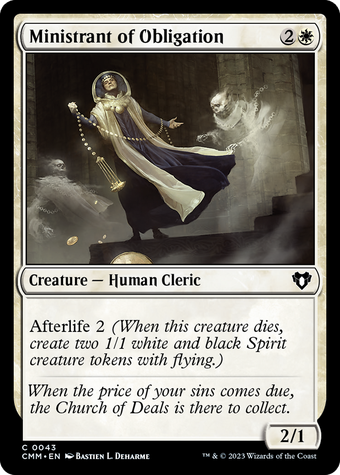 Ministrant of Obligation 2
Creature — Human Cleric
Afterlife 2 (When this creature dies,
create two 1/1 white and black Spirit
creature tokens with flying.)
When the price of your sins comes due,
the Church of Deals is there to collect.
2/1
C 0043
CMM • EN Bastien L. Deharme
™ & © 2023 Wizards of the Coast